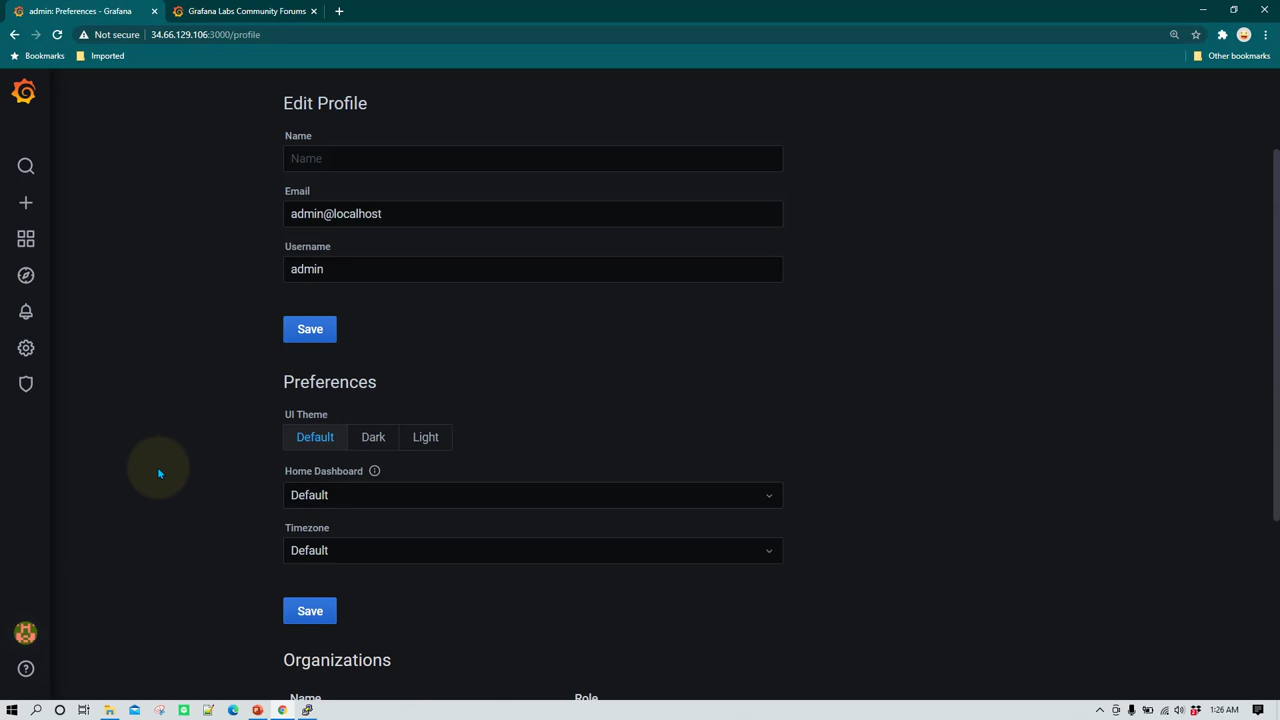 admin: Preferences - Grafana
Grafana Labs Community Forums
Not secure
34.66.129.106:3000/profile
Bookmarks
Imported
Other bookmarks
Edit Profile
Name
Name
Email
admin@localhost
Username
admin
Save
Preferences
UI Theme
Default Dark Light
Home Dashboard
Default
Timezone
Default
Save
Organizations
Name Role
1:26 AM